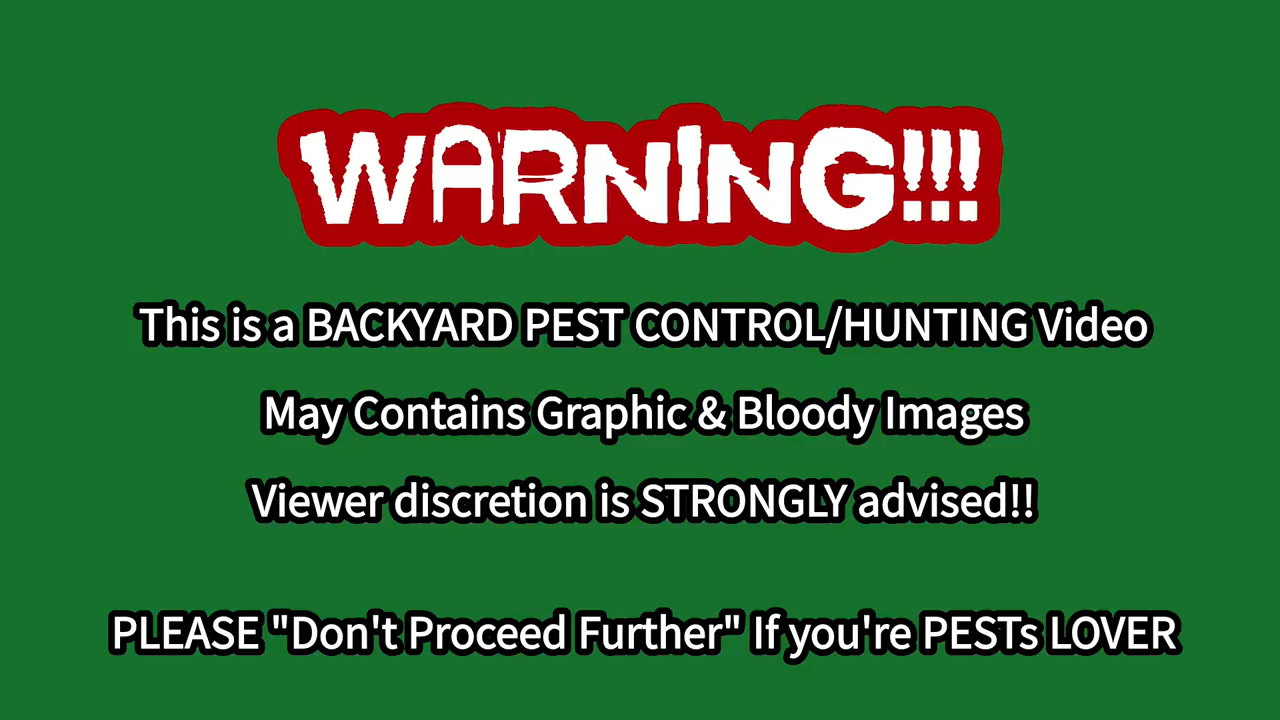 WARNING!!!
This is a BACKYARD PEST CONTROL/HUNTING Video
May Contains Graphic & Bloody Images
Viewer discretion is STRONGLY advised!!
PLEASE "Don't Proceed Further" If you're PESTs LOVER